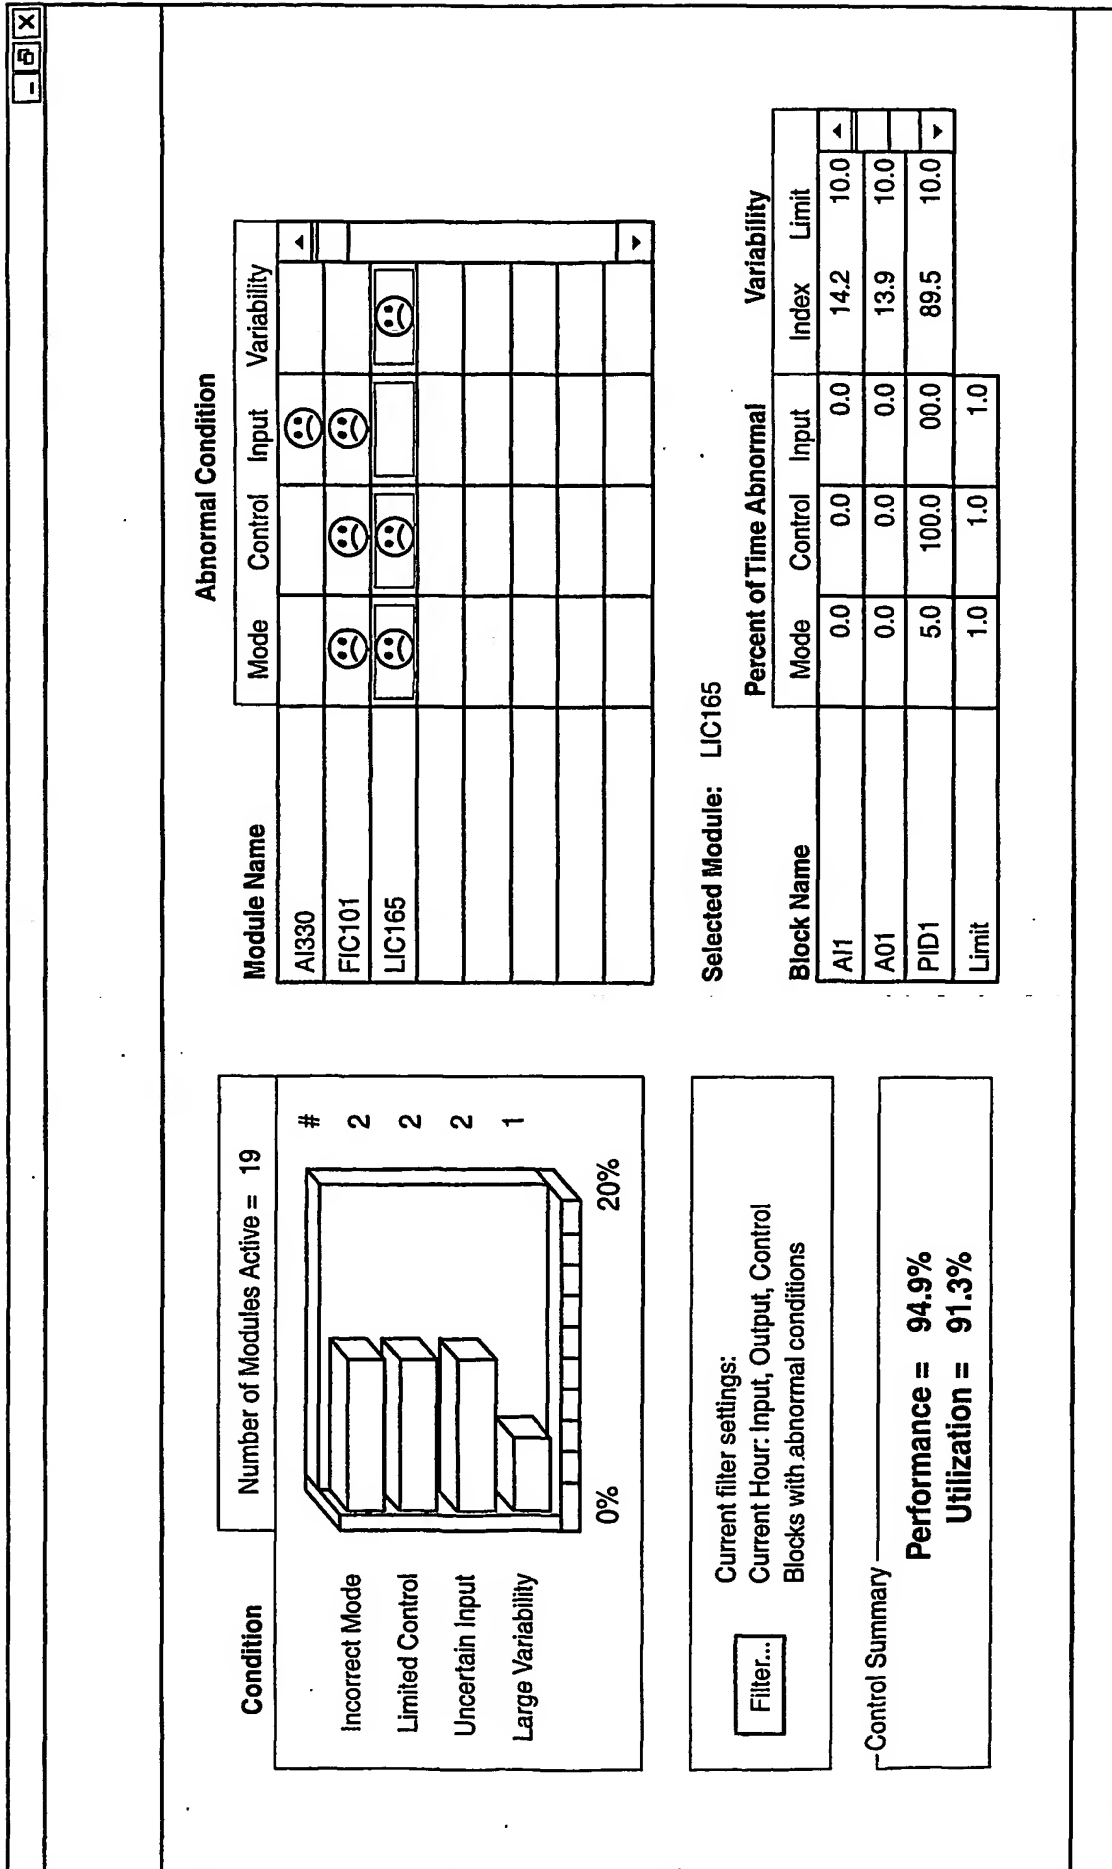 Condition
Number of Modules Active = 19
#
Incorrect Mode 2
Limited Control 2
Uncertain Input 2
Large Variability 1
0% 20%
Filter...
Current filter settings:
Current Hour: Input, Output, Control
Blocks with abnormal conditions
Control Summary
Performance = 94.9%
Utilization = 91.3%
Abnormal Condition
Module Name Mode Control Input Variability
AI330
FIC101
LIC165
Selected Module: LIC165
Percent of Time Abnormal Variability
Block Name Mode Control Input Index Limit
AI1 0.0 0.0 0.0 14.2 10.0
A01 0.0 0.0 0.0 13.9 10.0
PID1 5.0 100.0 00.0 89.5 10.0
Limit 1.0 1.0 1.0